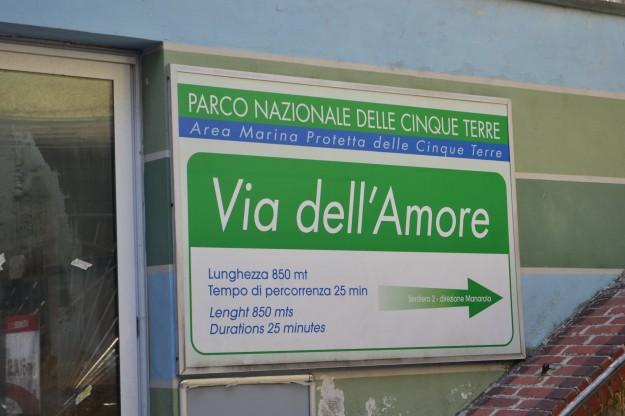 PARCO NAZIONALE DELLE CINQUE TERRE
Area Marina Protetta delle Cinque Terre
Via dell'Amore
Lunghezza 850 mt
Tempo di percorrenza 25 min
Lenght 850 mts
Durations 25 minutes
Sentiero 2 - direzione Manarola